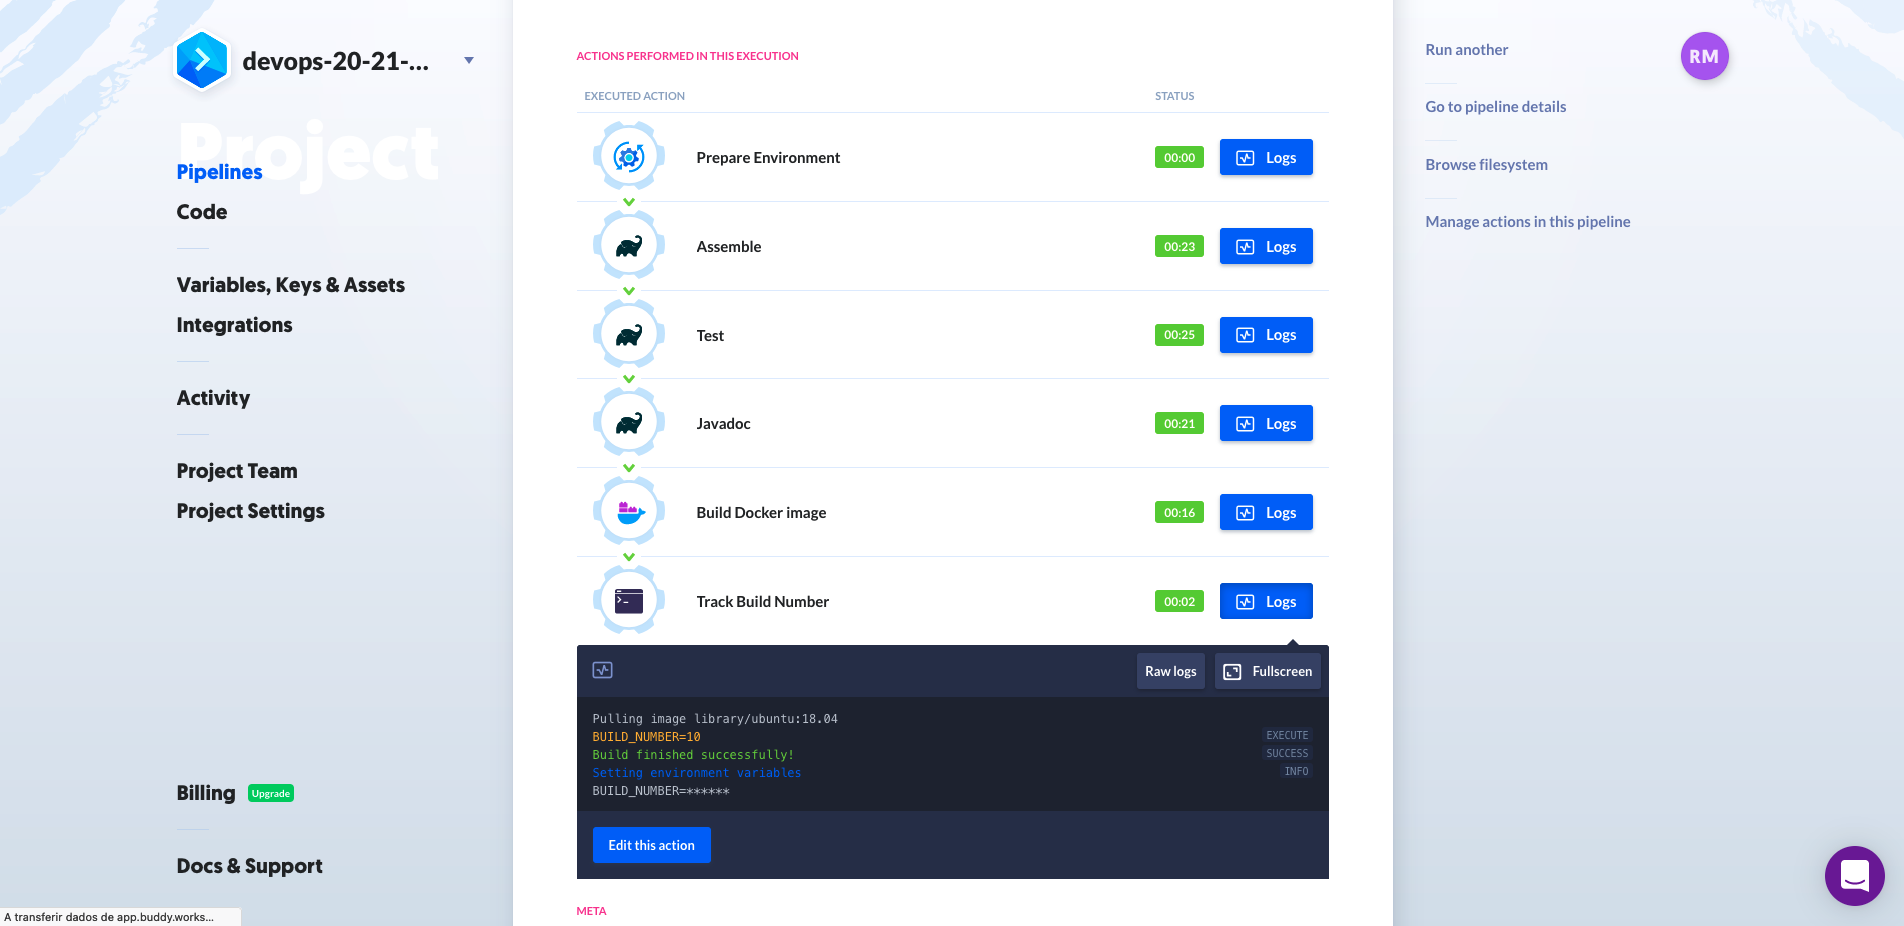 devops-20-21-...
Project
Pipelines
Code
Variables, Keys & Assets
Integrations
Activity
Project Team
Project Settings
Billing Upgrade
Docs & Support
A transferir dados de app.buddy.works...
ACTIONS PERFORMED IN THIS EXECUTION
EXECUTED ACTION STATUS
Prepare Environment 00:00 Logs
Assemble 00:23 Logs
Test 00:25 Logs
Javadoc 00:21 Logs
Build Docker image 00:16 Logs
Track Build Number 00:02 Logs
Raw logs Fullscreen
Pulling image library/ubuntu:18.04
BUILD_NUMBER=10 EXECUTE
Build finished successfully! SUCCESS
Setting environment variables INFO
BUILD_NUMBER=******
Edit this action
META
Run another
Go to pipeline details
Browse filesystem
Manage actions in this pipeline
RM